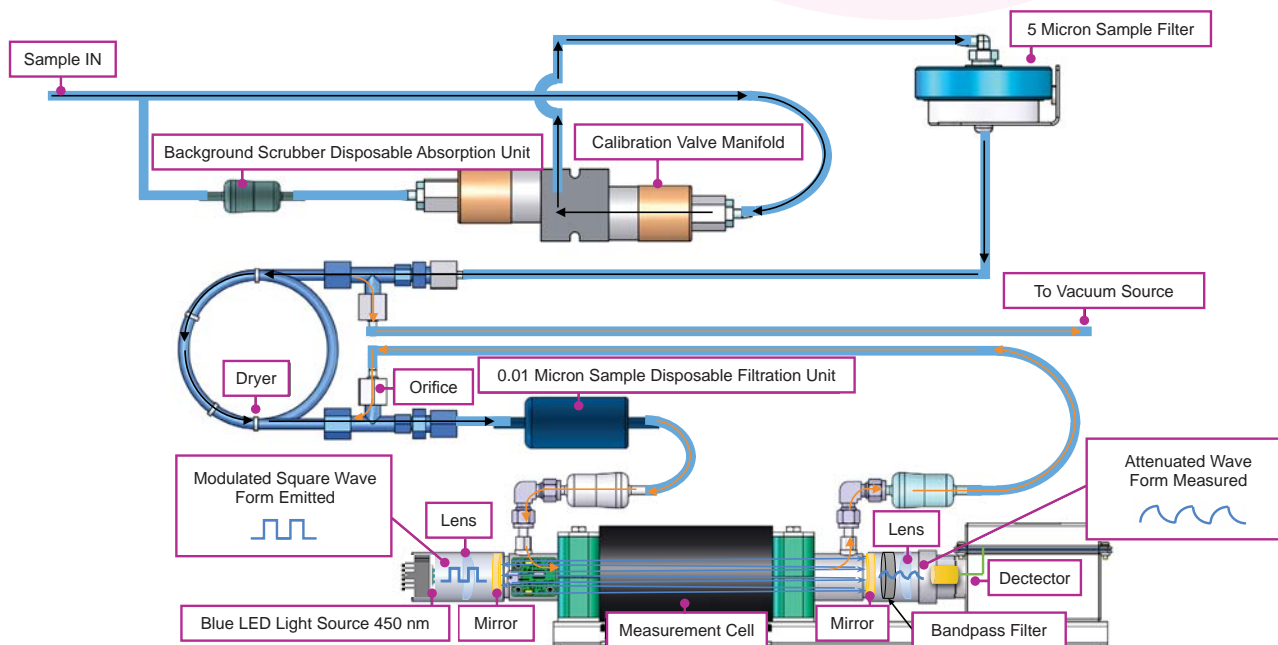 Sample IN
5 Micron Sample Filter
Background Scrubber Disposable Absorption Unit
Calibration Valve Manifold
To Vacuum Source
Dryer
Orifice
0.01 Micron Sample Disposable Filtration Unit
Modulated Square Wave
Form Emitted
Attenuated Wave
Form Measured
Lens
Lens
Dectector
Blue LED Light Source 450 nm
Mirror
Measurement Cell
Mirror
Bandpass Filter